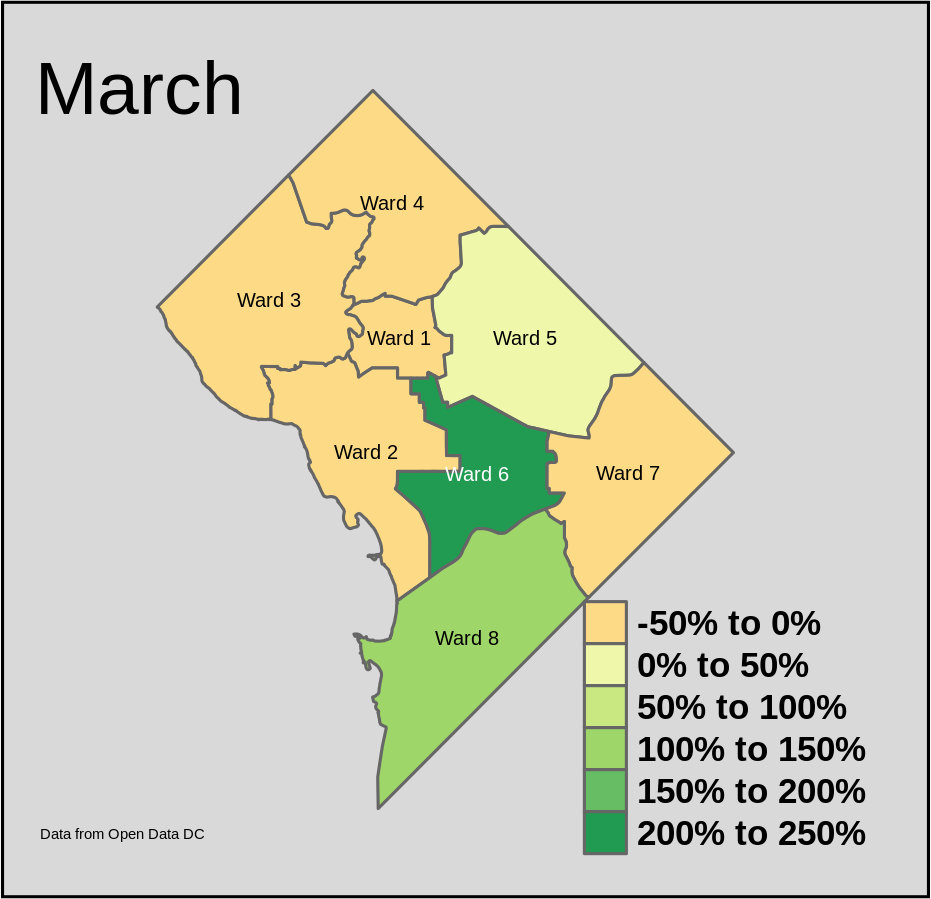 March
Ward 4
Ward 3
Ward 1
Ward 5
Ward 2
Ward 6
Ward 7
Ward 8
-50% to 0%
0% to 50%
50% to 100%
100% to 150%
150% to 200%
200% to 250%
Data from Open Data DC